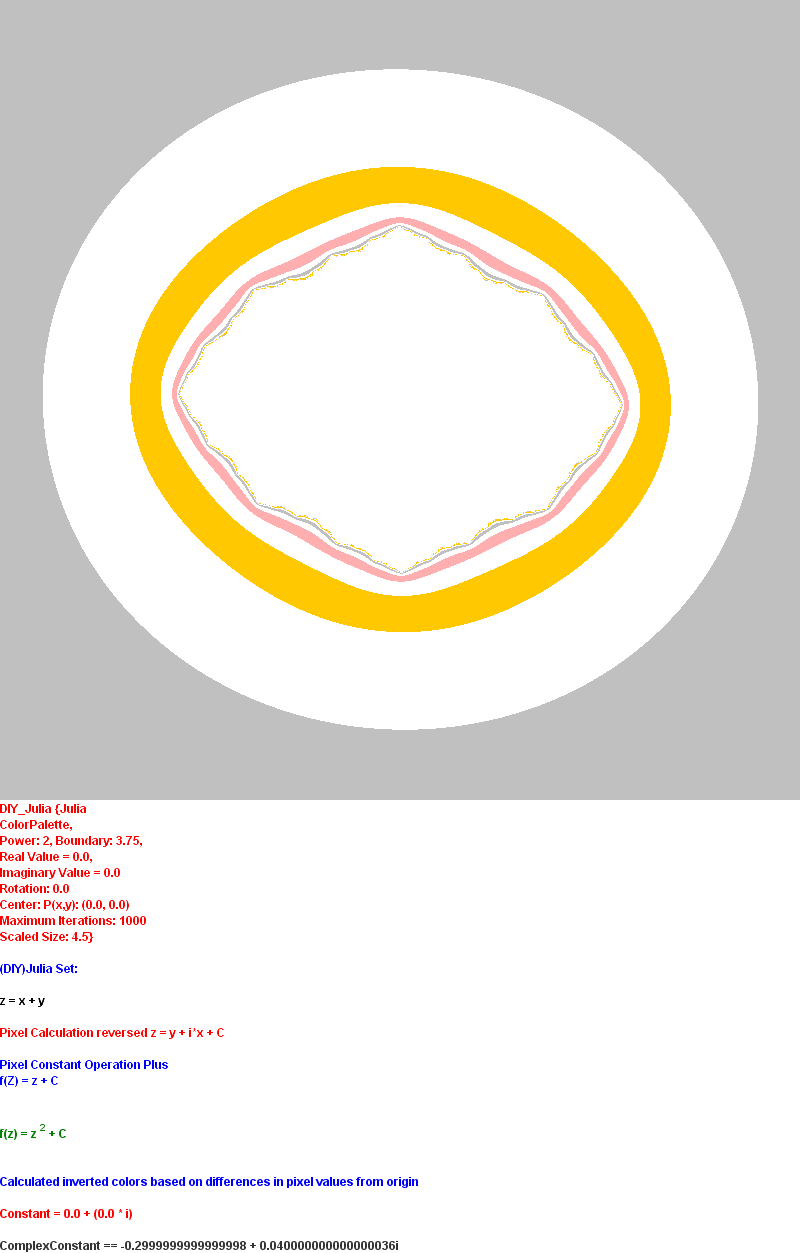 DIY_Julia {Julia
ColorPalette,
Power: 2, Boundary: 3.75,
Real Value = 0.0,
Imaginary Value = 0.0
Rotation: 0.0
Center: P(x,y): (0.0, 0.0)
Maximum Iterations: 1000
Scaled Size: 4.5}
(DIY)Julia Set:
z = x + y
Pixel Calculation reversed z = y + i*x + C
Pixel Constant Operation Plus
f(Z) = z + C
f(z) = z ² + C
Calculated inverted colors based on differences in pixel values from origin
Constant = 0.0 + (0.0 * i)
ComplexConstant == -0.2999999999999998 + 0.040000000000000036i